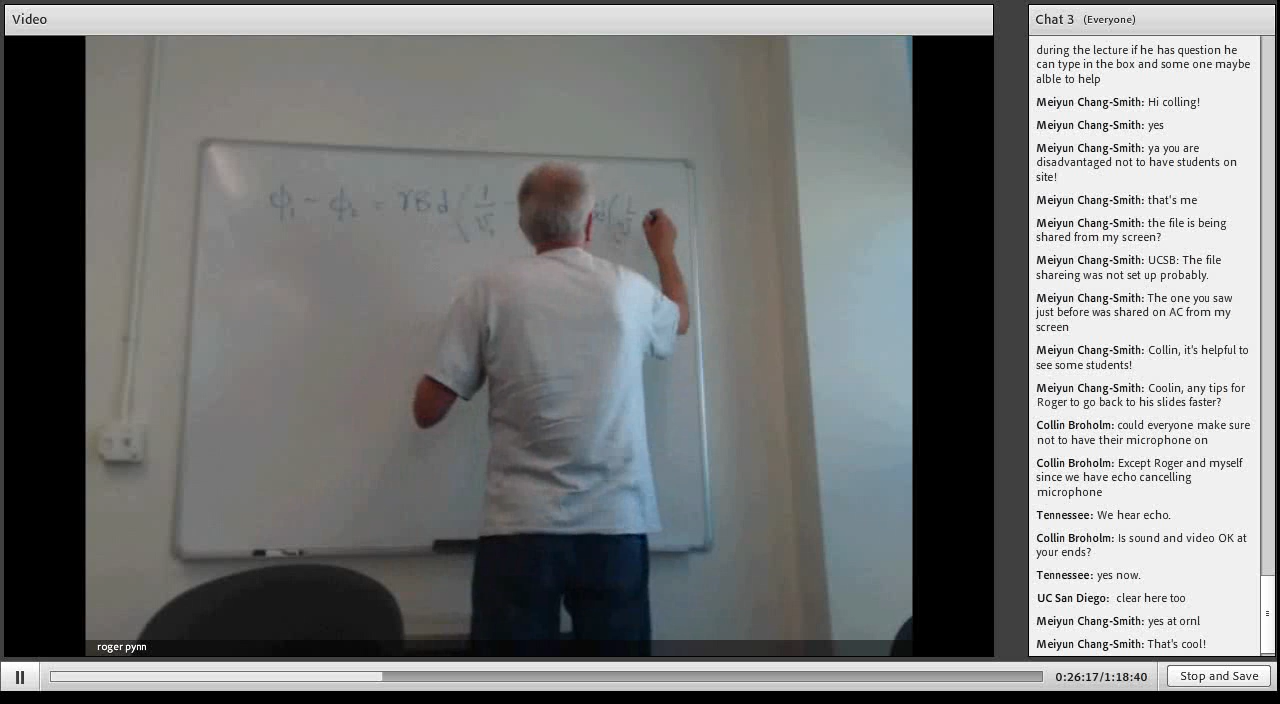 Video
ϕ₁ - ϕ₂ = γBd ( 1/v₁ -
roger pynn
0:26:17/1:18:40
Stop and Save
Chat 3 (Everyone)
during the lecture if he has question he
can type in the box and some one maybe
alble to help
Meiyun Chang-Smith: Hi colling!
Meiyun Chang-Smith: yes
Meiyun Chang-Smith: ya you are
disadvantaged not to have students on
site!
Meiyun Chang-Smith: that's me
Meiyun Chang-Smith: the file is being
shared from my screen?
Meiyun Chang-Smith: UCSB: The file
shareing was not set up probably.
Meiyun Chang-Smith: The one you saw
just before was shared on AC from my
screen
Meiyun Chang-Smith: Collin, it's helpful to
see some students!
Meiyun Chang-Smith: Coolin, any tips for
Roger to go back to his slides faster?
Collin Broholm: could everyone make sure
not to have their microphone on
Collin Broholm: Except Roger and myself
since we have echo cancelling
microphone
Tennessee: We hear echo.
Collin Broholm: Is sound and video OK at
your ends?
Tennessee: yes now.
UC San Diego: clear here too
Meiyun Chang-Smith: yes at ornl
Meiyun Chang-Smith: That's cool!